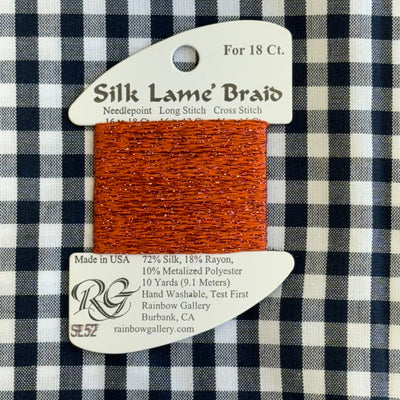 For 18 Ct.
Silk Lame' Braid
Needlepoint Long Stitch Cross Stitch
Made in USA
72% Silk, 18% Rayon,
10% Metalized Polyester
10 Yards (9.1 Meters)
Hand Washable, Test First
Rainbow Gallery
Burbank, CA
rainbowgallery.com
RG
SL52